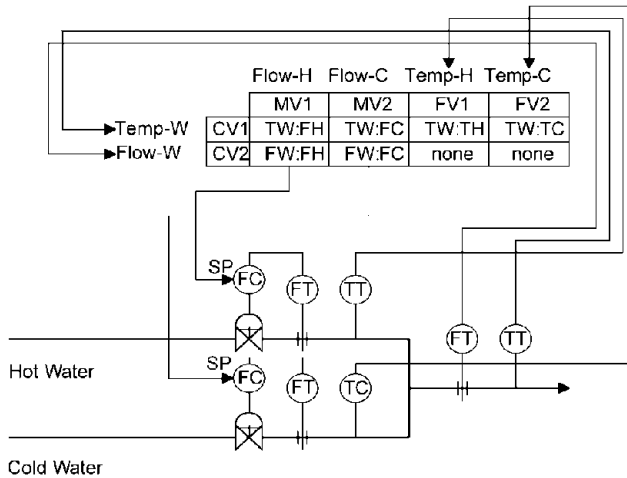 Flow-H Flow-C Temp-H Temp-C
MV1 MV2 FV1 FV2
Temp-W CV1 TW:FH TW:FC TW:TH TW:TC
Flow-W CV2 FW:FH FW:FC none none
SP FC FT TT
FT TT
Hot Water
SP FC FT TC
Cold Water